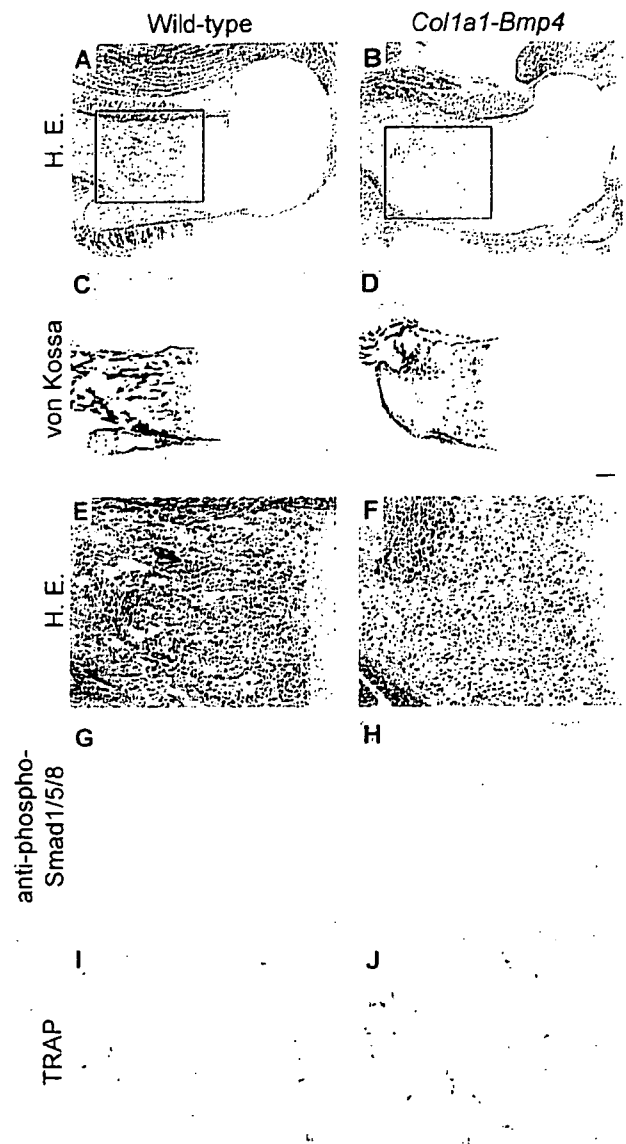 Wild-type Col1a1-Bmp4
A B
H. E.
C D
von Kossa
E F
H. E.
G H
anti-phospho-
Smad1/5/8
I J
TRAP